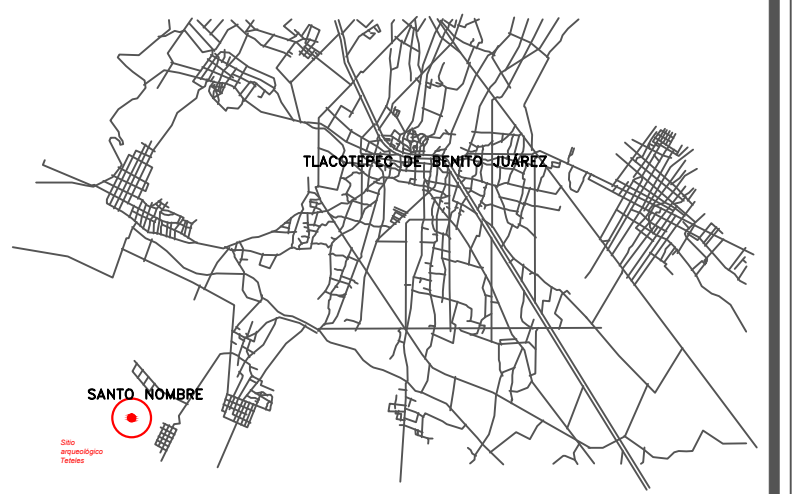 TLACOTEPEC DE BENITO JUÁREZ
SANTO NOMBRE
Sitio
arqueológico
Teteles